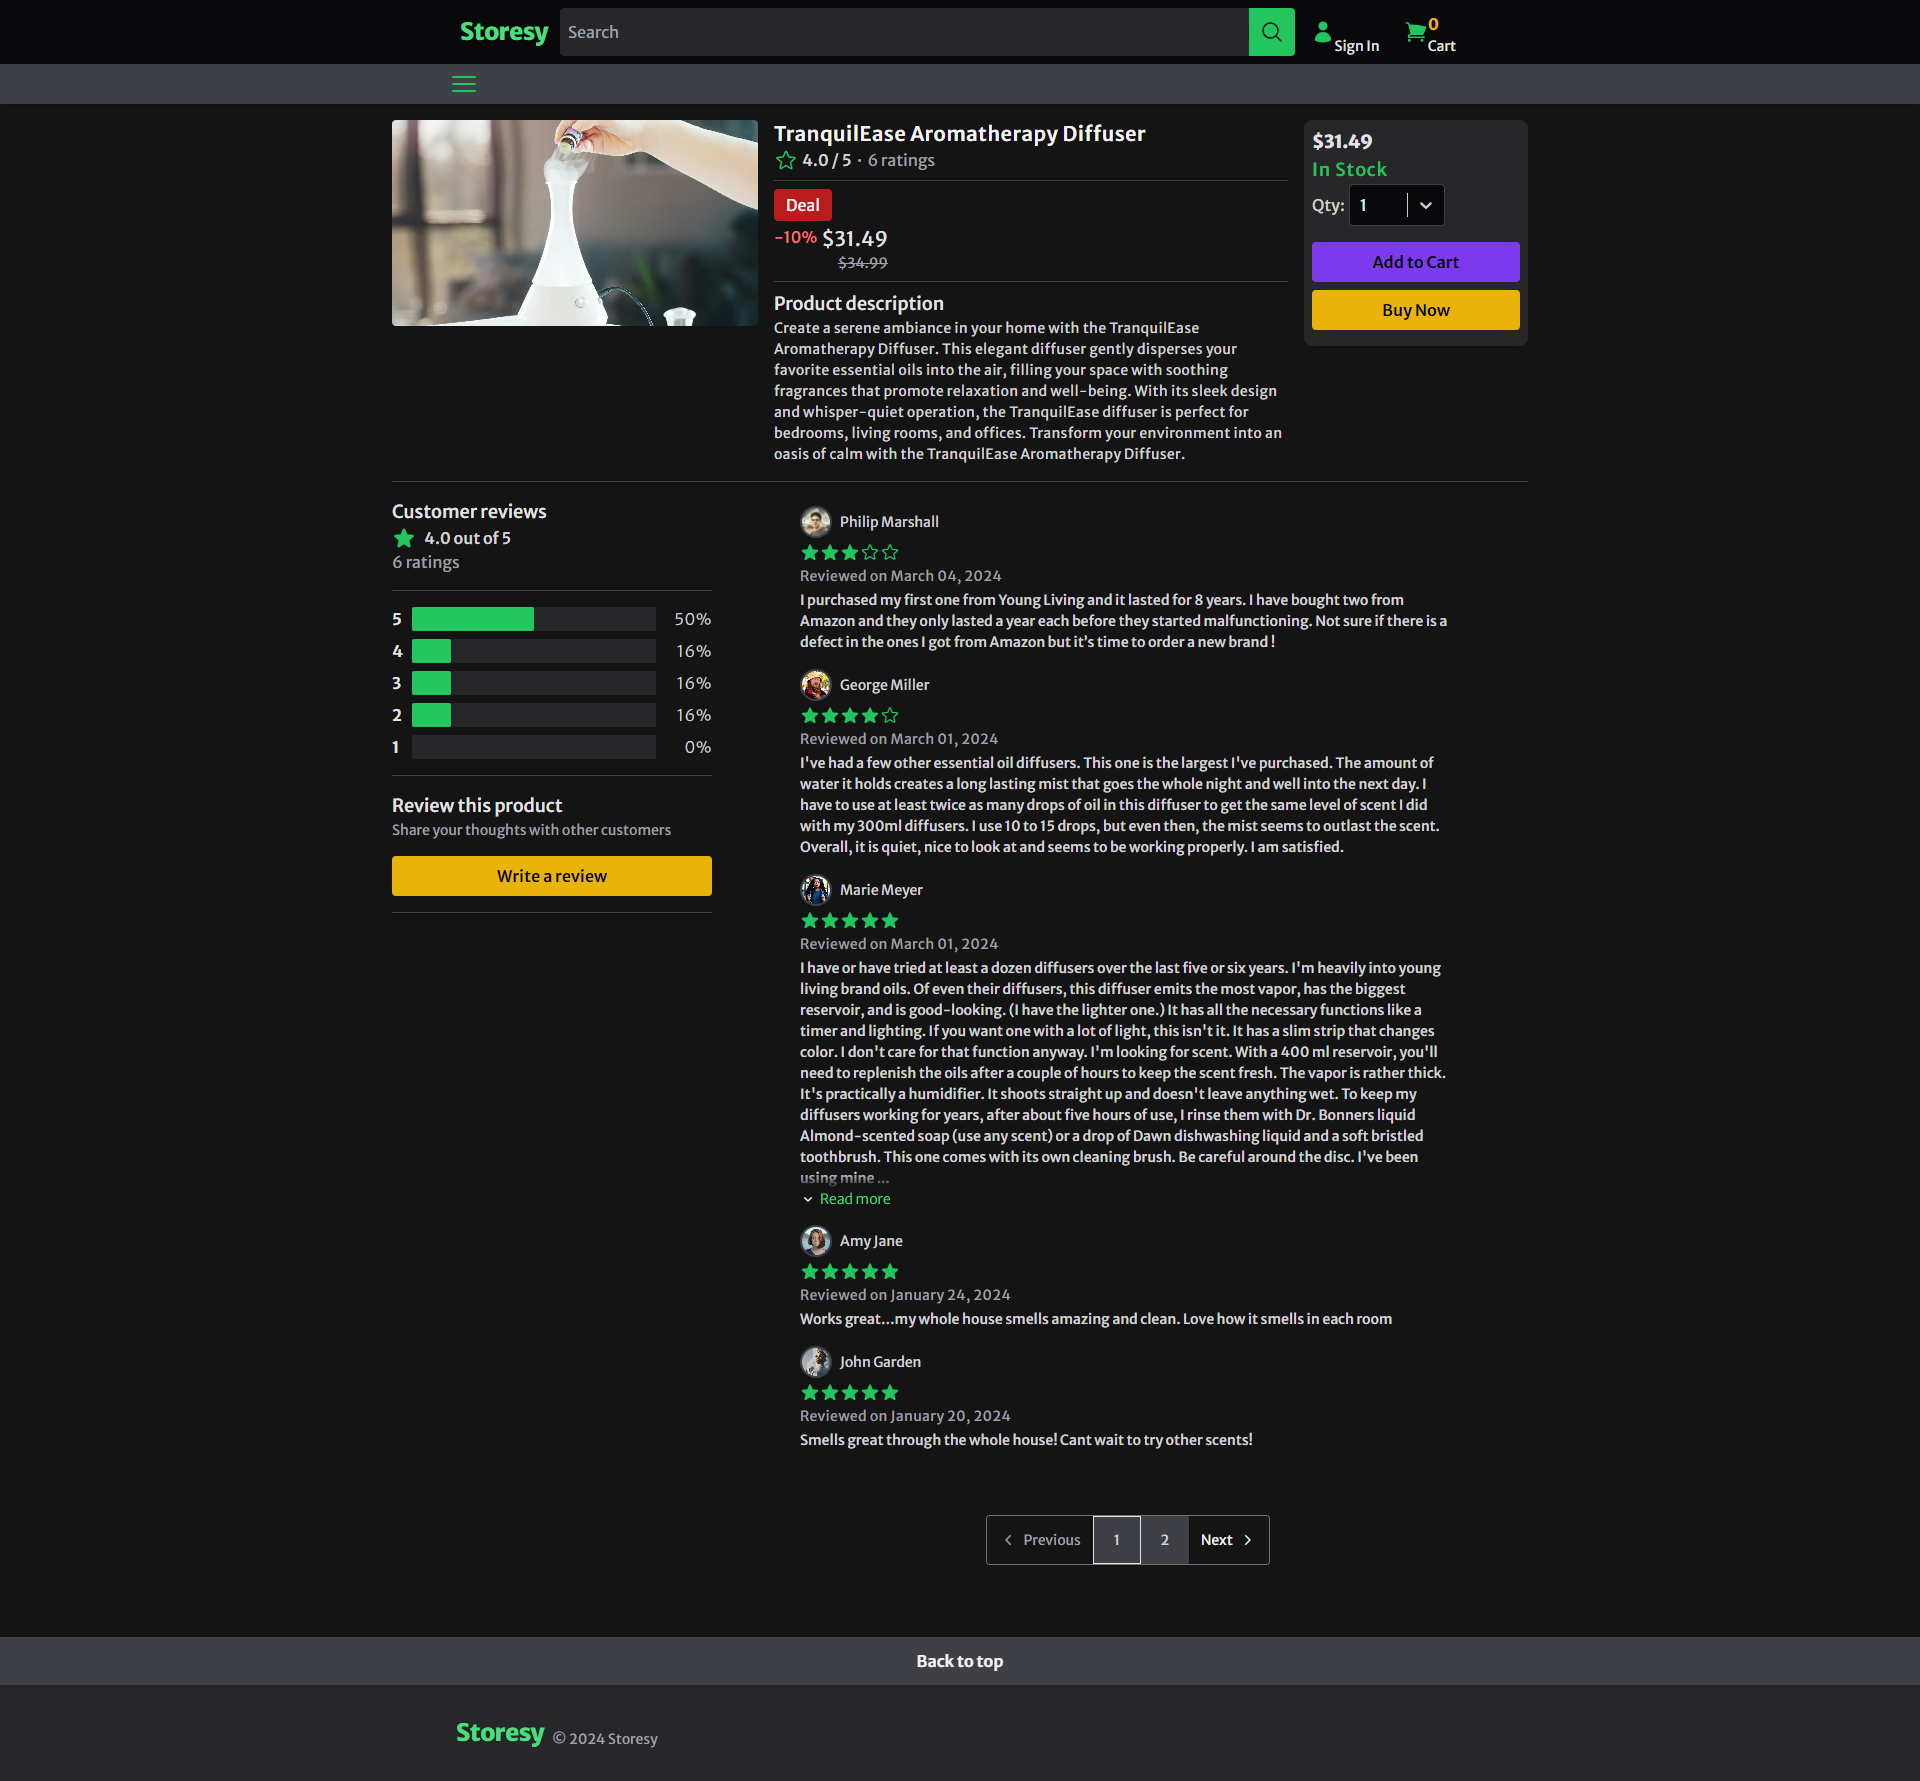 Storesy
Search
Sign In
0
Cart
TranquilEase Aromatherapy Diffuser
4.0 / 5 · 6 ratings
Deal
-10% $31.49
$34.99
Product description
Create a serene ambiance in your home with the TranquilEase
Aromatherapy Diffuser. This elegant diffuser gently disperses your
favorite essential oils into the air, filling your space with soothing
fragrances that promote relaxation and well-being. With its sleek design
and whisper-quiet operation, the TranquilEase diffuser is perfect for
bedrooms, living rooms, and offices. Transform your environment into an
oasis of calm with the TranquilEase Aromatherapy Diffuser.
$31.49
In Stock
Qty: 1
Add to Cart
Buy Now
Customer reviews
4.0 out of 5
6 ratings
5 50%
4 16%
3 16%
2 16%
1 0%
Review this product
Share your thoughts with other customers
Write a review
Philip Marshall
Reviewed on March 04, 2024
I purchased my first one from Young Living and it lasted for 8 years. I have bought two from
Amazon and they only lasted a year each before they started malfunctioning. Not sure if there is a
defect in the ones I got from Amazon but it’s time to order a new brand !
George Miller
Reviewed on March 01, 2024
I've had a few other essential oil diffusers. This one is the largest I've purchased. The amount of
water it holds creates a long lasting mist that goes the whole night and well into the next day. I
have to use at least twice as many drops of oil in this diffuser to get the same level of scent I did
with my 300ml diffusers. I use 10 to 15 drops, but even then, the mist seems to outlast the scent.
Overall, it is quiet, nice to look at and seems to be working properly. I am satisfied.
Marie Meyer
Reviewed on March 01, 2024
I have or have tried at least a dozen diffusers over the last five or six years. I'm heavily into young
living brand oils. Of even their diffusers, this diffuser emits the most vapor, has the biggest
reservoir, and is good-looking. (I have the lighter one.) It has all the necessary functions like a
timer and lighting. If you want one with a lot of light, this isn't it. It has a slim strip that changes
color. I don't care for that function anyway. I'm looking for scent. With a 400 ml reservoir, you'll
need to replenish the oils after a couple of hours to keep the scent fresh. The vapor is rather thick.
It's practically a humidifier. It shoots straight up and doesn't leave anything wet. To keep my
diffusers working for years, after about five hours of use, I rinse them with Dr. Bonners liquid
Almond-scented soap (use any scent) or a drop of Dawn dishwashing liquid and a soft bristled
toothbrush. This one comes with its own cleaning brush. Be careful around the disc. I've been
using mine ...
Read more
Amy Jane
Reviewed on January 24, 2024
Works great...my whole house smells amazing and clean. Love how it smells in each room
John Garden
Reviewed on January 20, 2024
Smells great through the whole house! Cant wait to try other scents!
Previous 1 2 Next
Back to top
Storesy © 2024 Storesy